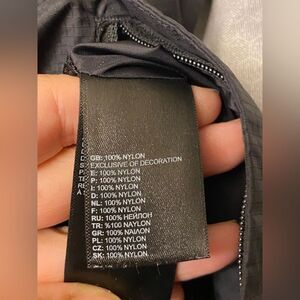 GB: 100% NYLON
EXCLUSIVE OF DECORATION
E: 100% NYLON
P: 100% NYLON
I: 100% NYLON
D: 100% NYLON
NL: 100% NYLON
F: 100% NYLON
RU: 100% НЕЙЛОН
TR: %100 NAYLON
GR: 100% ΝΑΙΛΟΝ
PL: 100% NYLON
CZ: 100% NYLON
SK: 100% NYLON